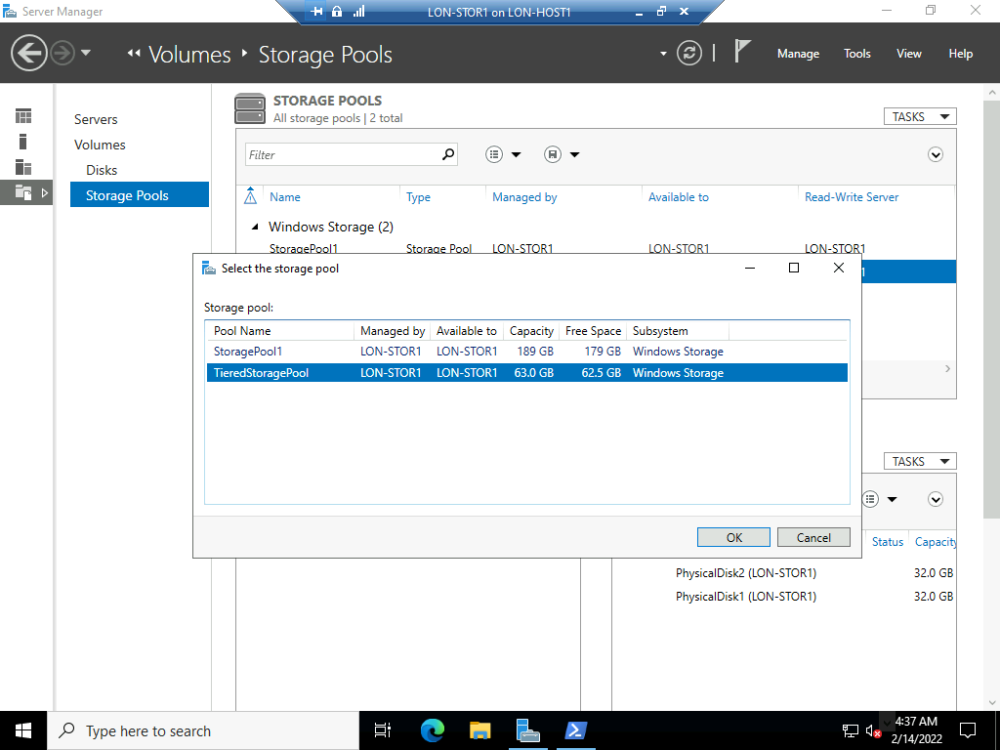 Server Manager
LON-STOR1 on LON-HOST1
Volumes
Storage Pools
Manage
Tools
View
Help
Servers
Volumes
Disks
Storage Pools
STORAGE POOLS
All storage pools | 2 total
TASKS
Filter
Name Type Managed by Available to Read-Write Server
Windows Storage (2)
StoragePool1 Storage Pool LON-STOR1 LON-STOR1 LON-STOR1
Select the storage pool
Storage pool:
Pool Name Managed by Available to Capacity Free Space Subsystem
StoragePool1 LON-STOR1 LON-STOR1 189 GB 179 GB Windows Storage
TieredStoragePool LON-STOR1 LON-STOR1 63.0 GB 62.5 GB Windows Storage
OK
Cancel
TASKS
Status Capacity
PhysicalDisk2 (LON-STOR1) 32.0 GB
PhysicalDisk1 (LON-STOR1) 32.0 GB
Type here to search
4:37 AM
2/14/2022